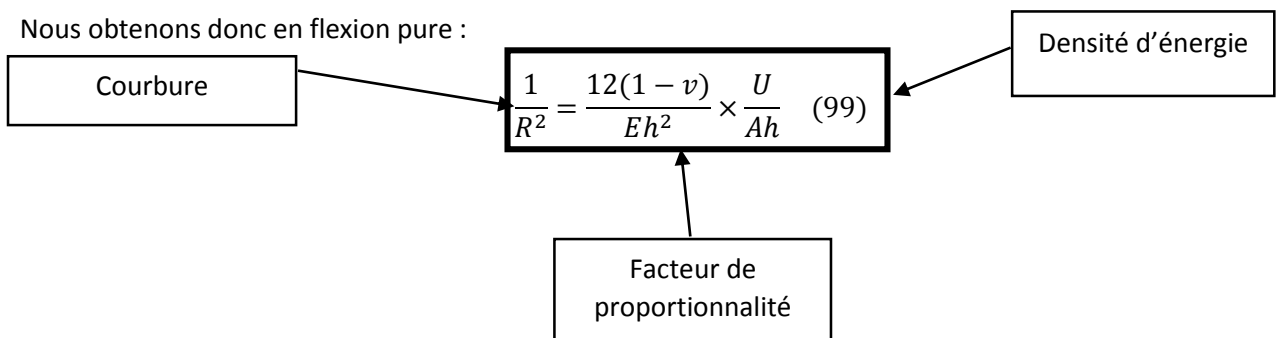 Nous obtenons donc en flexion pure :
Courbure
Densité d'énergie
1/R² = 12(1 − v)/Eh² × U/Ah (99)
Facteur de
proportionnalité